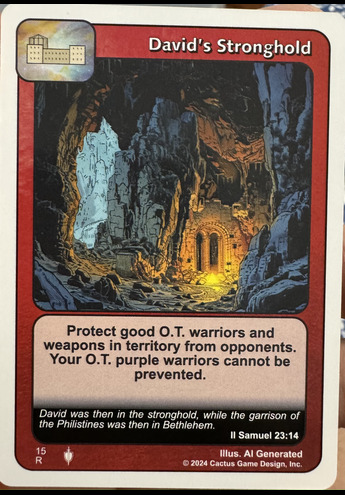 David's Stronghold
Protect good O.T. warriors and
weapons in territory from opponents.
Your O.T. purple warriors cannot be
prevented.
David was then in the stronghold, while the garrison of
the Philistines was then in Bethlehem.
II Samuel 23:14
15
R
Illus. AI Generated
© 2024 Cactus Game Design, Inc.